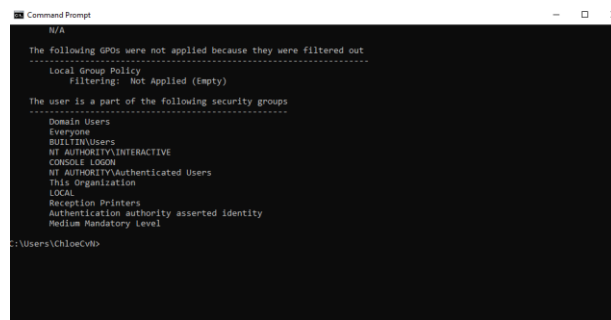 Command Prompt
N/A
The following GPOs were not applied because they were filtered out
-------------------------------------------------------------------
Local Group Policy
Filtering: Not Applied (Empty)
The user is a part of the following security groups
---------------------------------------------------
Domain Users
Everyone
BUILTIN\Users
NT AUTHORITY\INTERACTIVE
CONSOLE LOGON
NT AUTHORITY\Authenticated Users
This Organization
LOCAL
Reception Printers
Authentication authority asserted identity
Medium Mandatory Level
C:\Users\ChloeCvN>